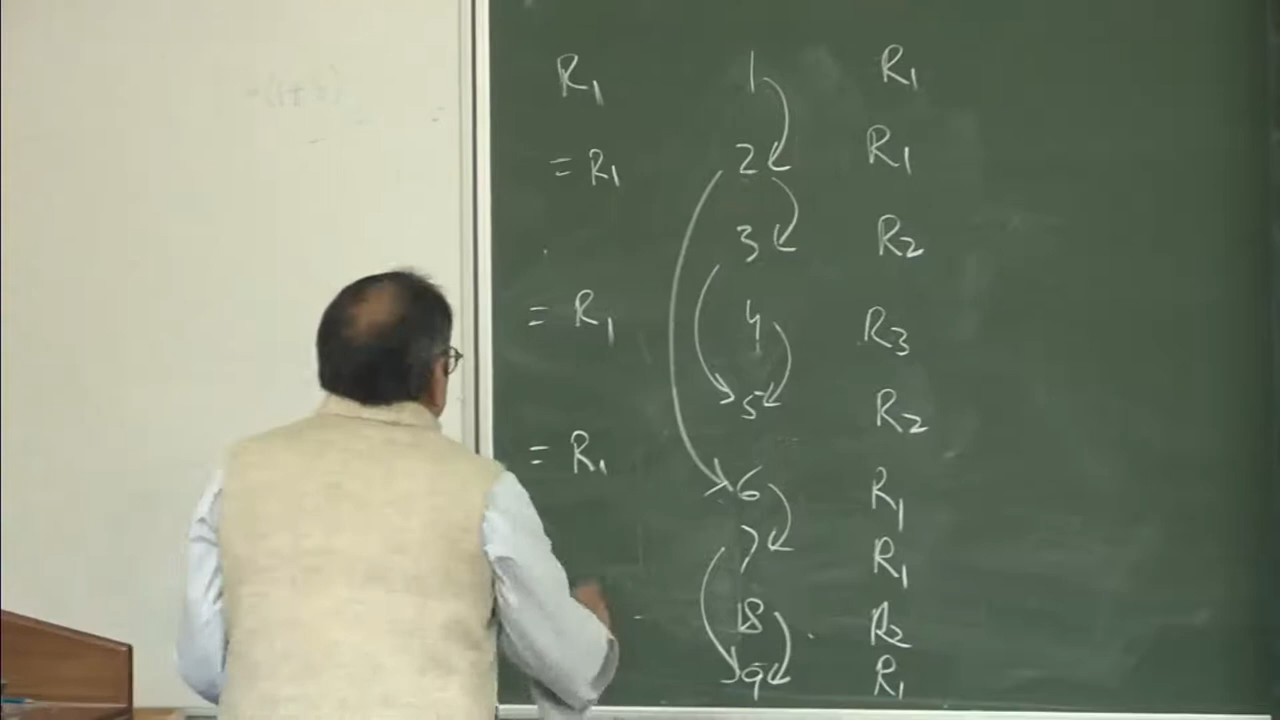 R1 1 R1
= R1 2 R1
3 R2
= R1 4 R3
5 R2
= R1 6 R1
7 R1
18 R2
9 R1